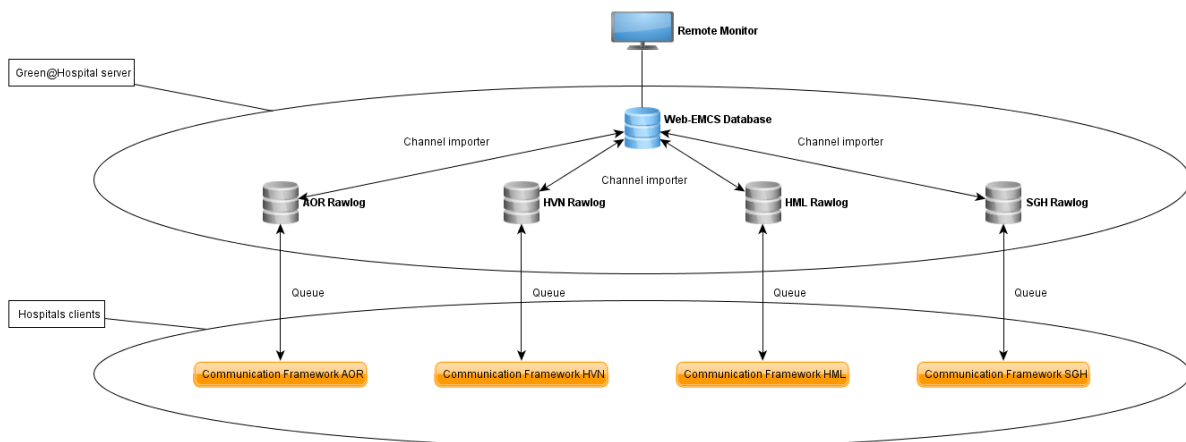 Remote Monitor
Green@Hospital server
Web-EMCS Database
Channel importer
Channel importer
Channel importer
AOR Rawlog
HVN Rawlog
HML Rawlog
SGH Rawlog
Queue
Queue
Queue
Queue
Hospitals clients
Communication Framework AOR
Communication Framework HVN
Communication Framework HML
Communication Framework SGH